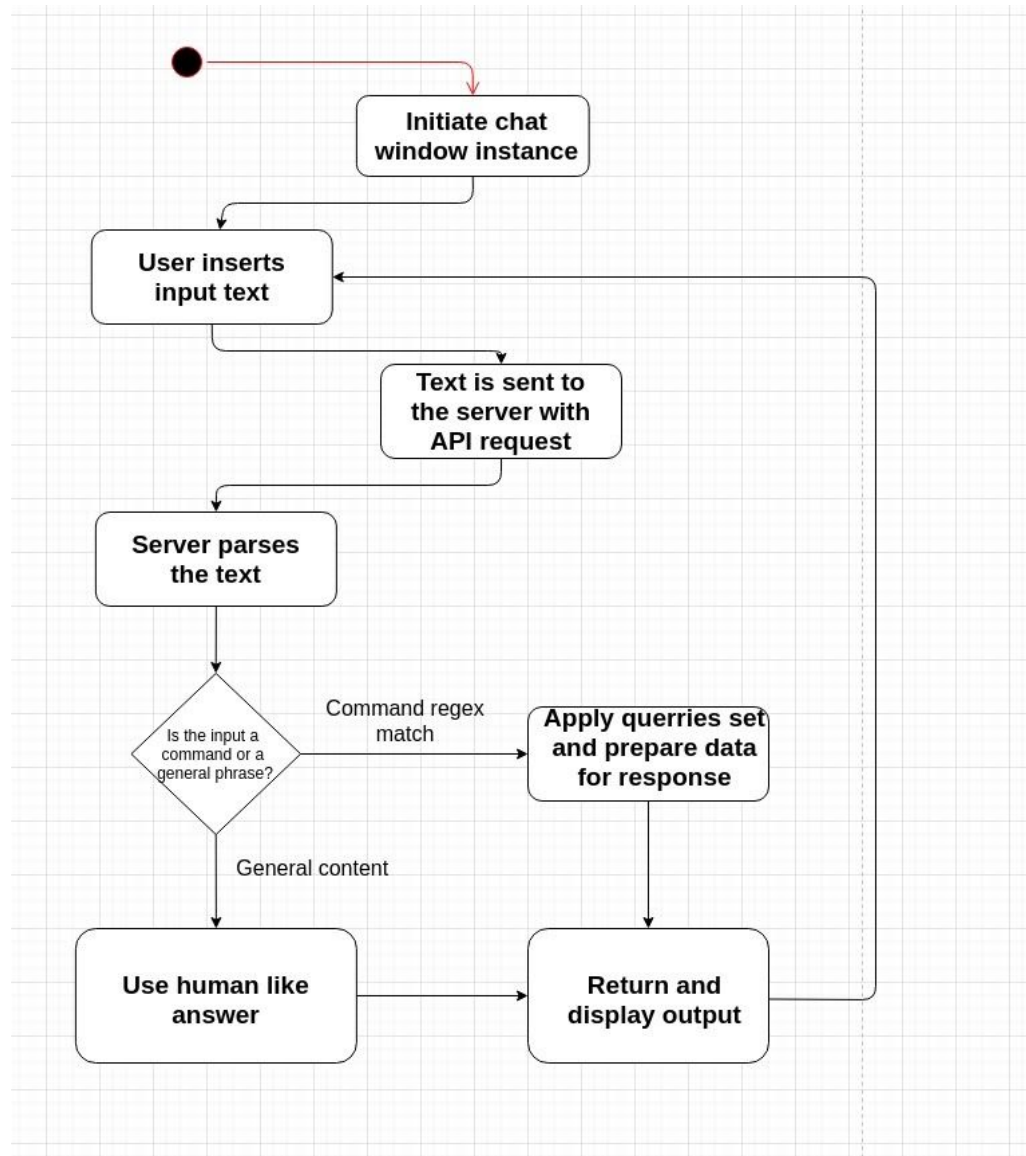 Initiate chat
window instance
User inserts
input text
Text is sent to
the server with
API request
Server parses
the text
Is the input a
command or a
general phrase?
Command regex
match
Apply querries set
and prepare data
for response
General content
Use human like
answer
Return and
display output